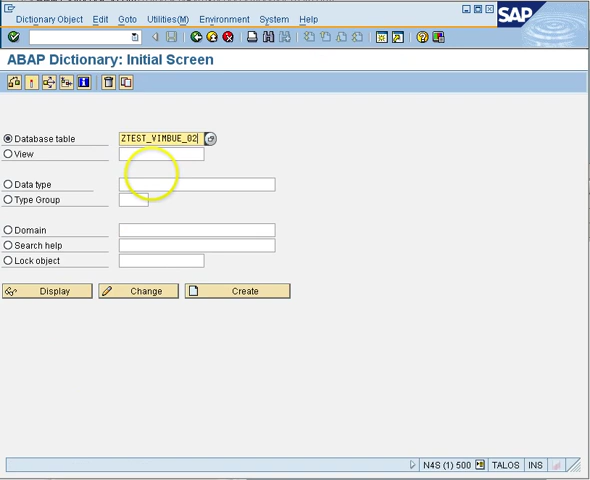 Dictionary Object Edit Goto Utilities(M) Environment System Help
SAP
ABAP Dictionary: Initial Screen
Database table ZTEST_VIMBUE_02
View
Data type
Type Group
Domain
Search help
Lock object
Display Change Create
N4S (1) 500 TALOS INS